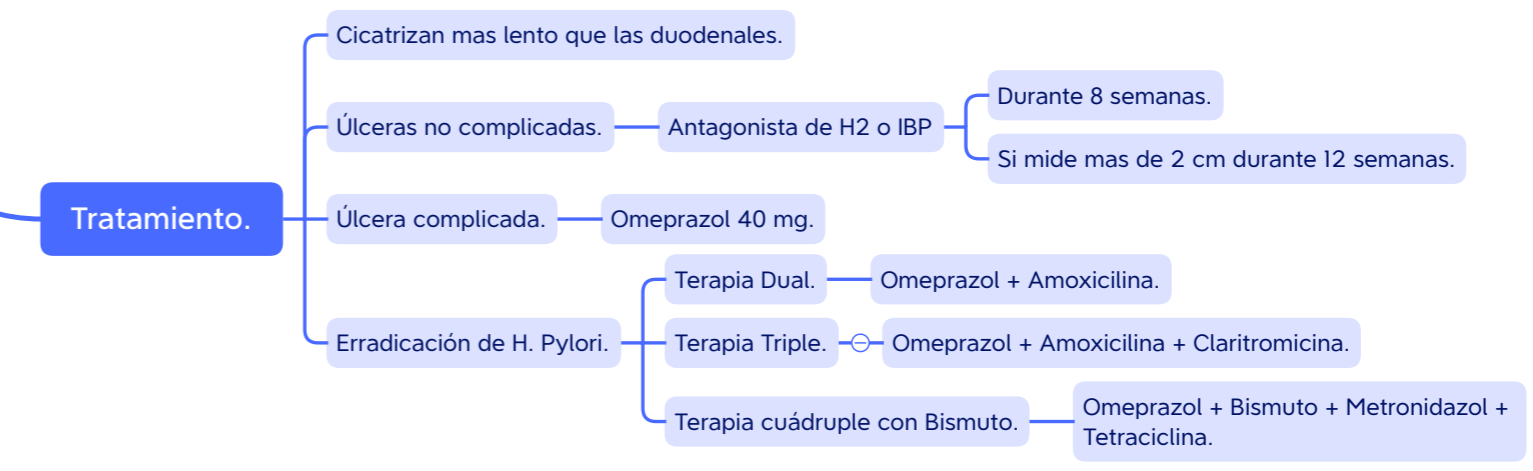 Tratamiento.
Cicatrizan mas lento que las duodenales.
Úlceras no complicadas.
Antagonista de H2 o IBP
Durante 8 semanas.
Si mide mas de 2 cm durante 12 semanas.
Úlcera complicada.
Omeprazol 40 mg.
Erradicación de H. Pylori.
Terapia Dual.
Omeprazol + Amoxicilina.
Terapia Triple.
Omeprazol + Amoxicilina + Claritromicina.
Terapia cuádruple con Bismuto.
Omeprazol + Bismuto + Metronidazol +
Tetraciclina.